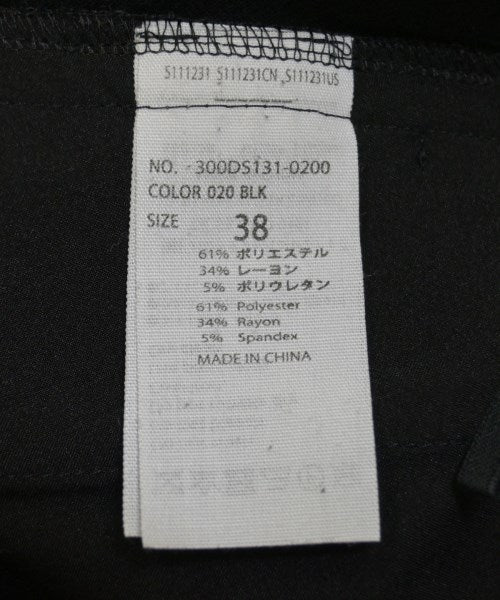 S111231 S111231CN ,S111231US
NO. -300DS131-0200
COLOR 020 BLK
SIZE 38
61% ポリエステル
34% レーヨン
5% ポリウレタン
61% Polyester
34% Rayon
5% Spandex
MADE IN CHINA